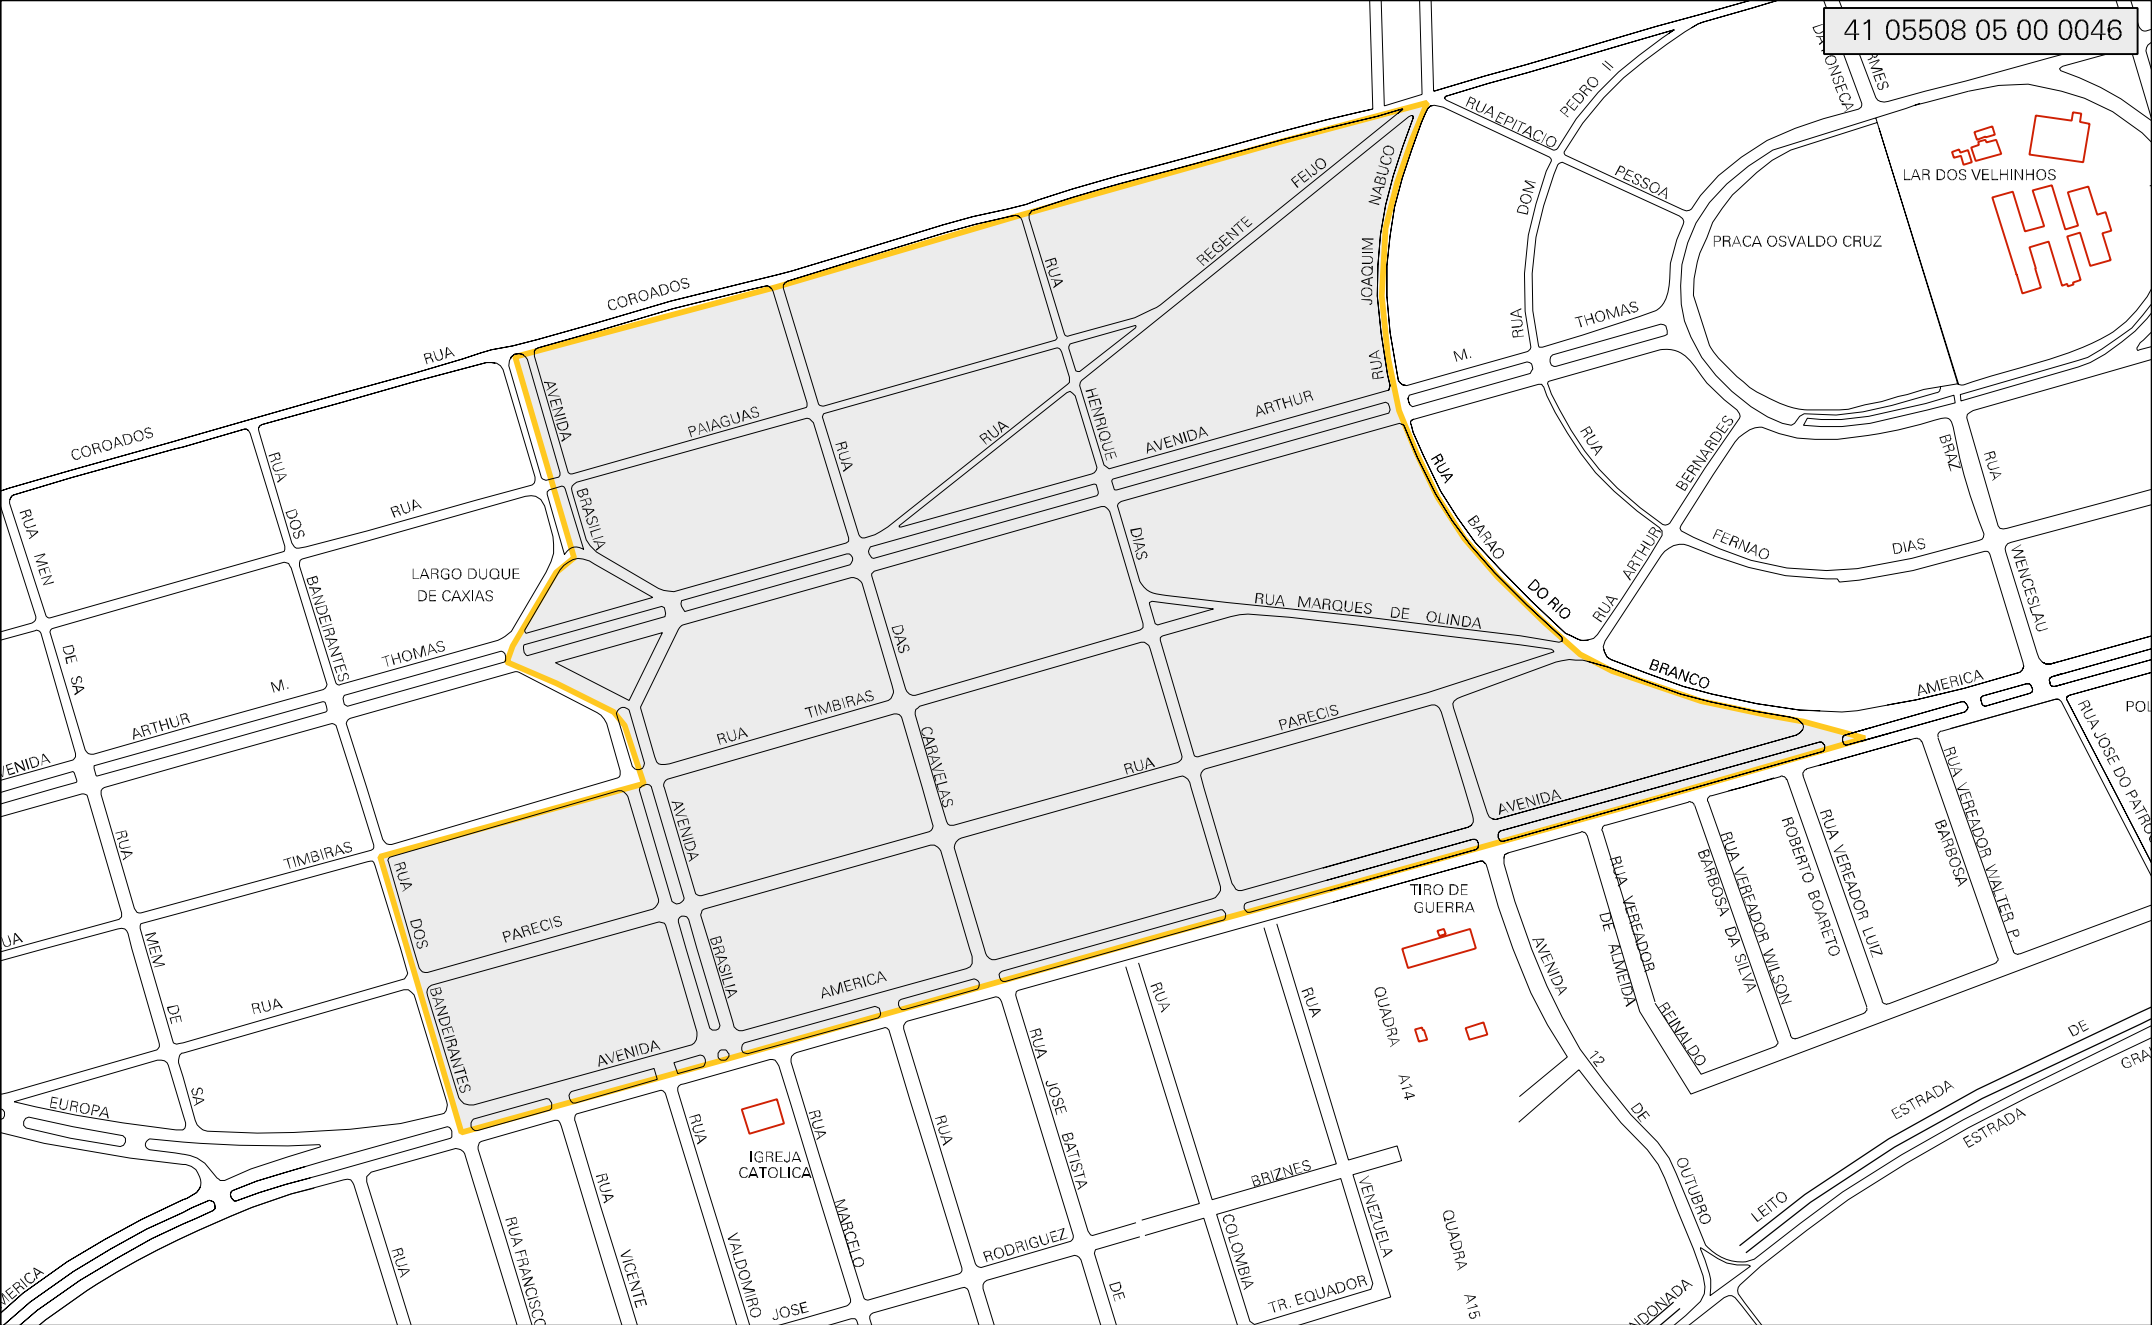 41 05508 05 00 0046
PEDRO II
RUA EPITACIO
PESSOA
DOM
RUA
LAR DOS VELHINHOS
PRACA OSVALDO CRUZ
FEIJO
REGENTE
RUA
NABUCO
JOAQUIM
RUA
THOMAS
M.
ARTHUR
AVENIDA
COROADOS
RUA
COROADOS
AVENIDA
BRASILIA
PAIAGUAS
RUA
RUA
HENRIQUE
DIAS
RUA
DAS
CARAVELAS
RUA
BARAO
DO RIO
BRANCO
RUA
BERNARDES
ARTHUR
RUA
FERNAO
DIAS
BRAZ
RUA
WENCESLAU
RUA MEN
DE SA
RUA
DOS
BANDEIRANTES
LARGO DUQUE
DE CAXIAS
THOMAS
M.
ARTHUR
RUA MARQUES DE OLINDA
AMERICA
RUA
TIMBIRAS
PARECIS
RUA
AVENIDA
RUA JOSE DO
TIMBIRAS
RUA
RUA
DOS
BANDEIRANTES
PARECIS
AVENIDA
BRASILIA
AMERICA
AVENIDA
MEM
DE
SA
RUA
EUROPA
TIRO DE
GUERRA
QUADRA A14
QUADRA A15
AVENIDA
12
DE
OUTUBRO
RUA VEREADOR
DE ALMEIDA
REINALDO
RUA VEREADOR WILSON
BARBOSA DA SILVA
RUA VEREADOR LUIZ
ROBERTO BOARETO
RUA VEREADOR WALTER P.
BARBOSA
ESTRADA
DE
ESTRADA
LEITO
IGREJA
CATOLICA
RUA
RUA FRANCISCO
RUA
VICENTE
RUA
VALDOMIRO
RUA
MARCELO
RUA
RUA
JOSE
BATISTA
DE
RUA
COLOMBIA
RUA
VENEZUELA
BRIZNES
RODRIGUEZ
JOSE
TR. EQUADOR